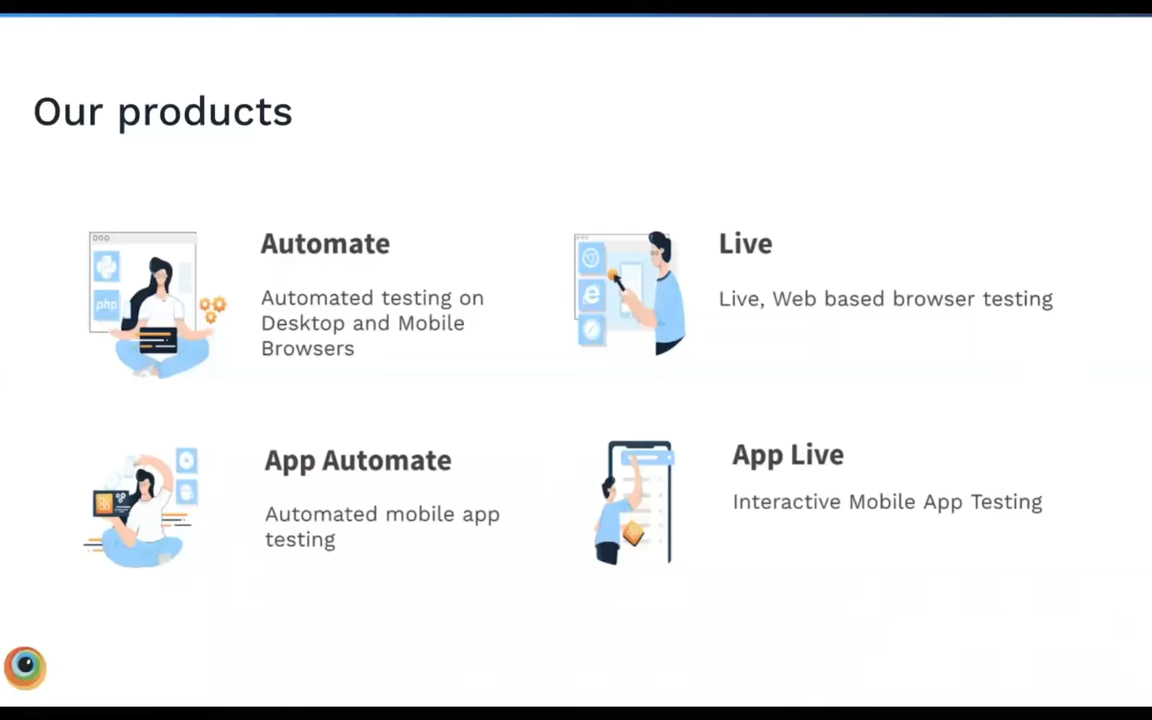 Our products
Automate
Automated testing on
Desktop and Mobile
Browsers
Live
Live, Web based browser testing
php
App Automate
Automated mobile app
testing
App Live
Interactive Mobile App Testing